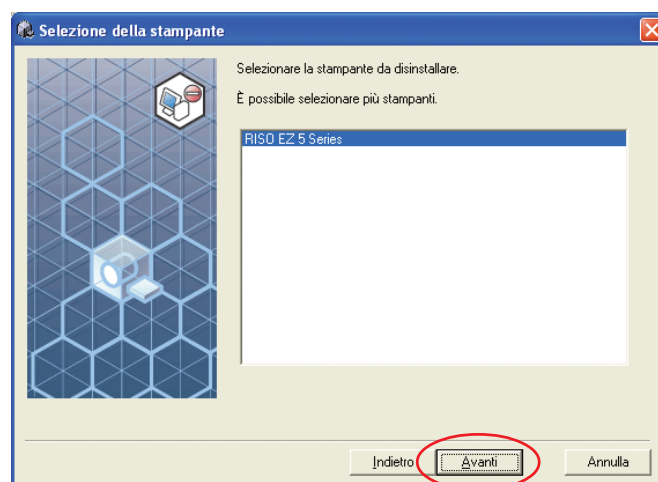 Selezione della stampante
Selezionare la stampante da disinstallare.
È possibile selezionare più stampanti.
RISO EZ 5 Series
Indietro Avanti Annulla